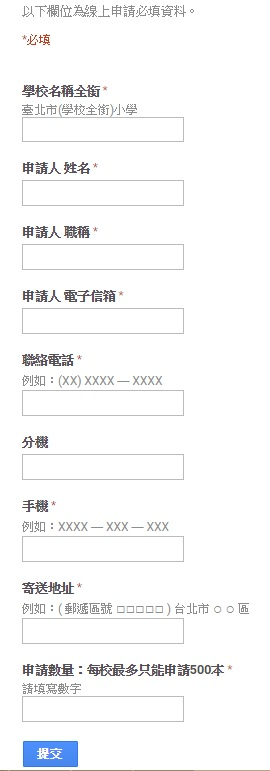 以下欄位為線上申請必填資料。
*必填
學校名稱全銜 *
臺北市(學校全銜)小學
申請人 姓名 *
申請人 職稱 *
申請人 電子信箱 *
聯絡電話 *
例如：(XX) XXXX — XXXX
分機
手機 *
例如：XXXX — XXX — XXX
寄送地址 *
例如：( 郵遞區號 □□□□□ ) 台北市 ○ ○ 區
申請數量：每校最多只能申請500本 *
請填寫數字
提交